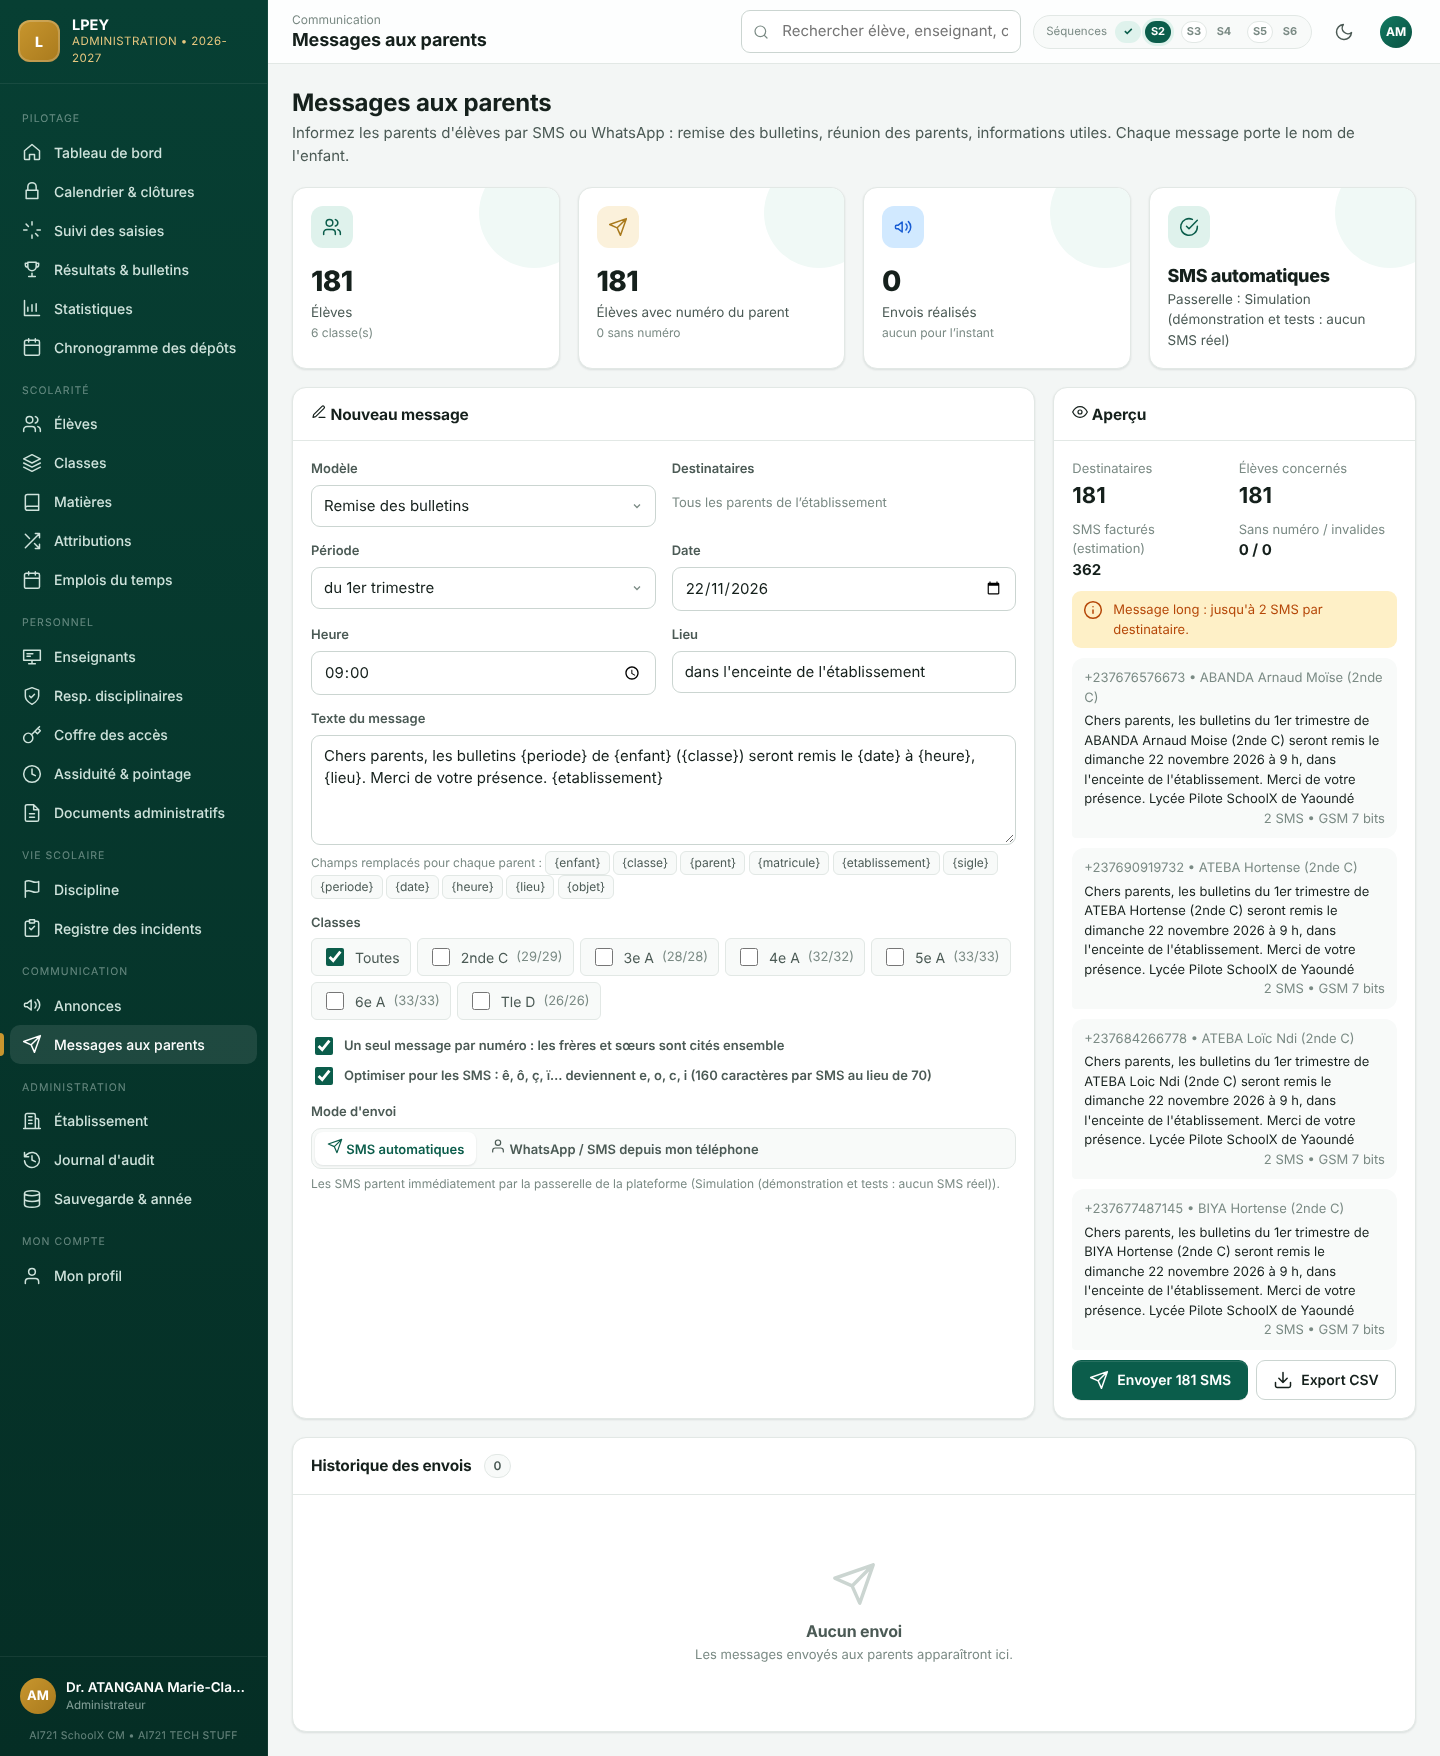 L
LPEY
ADMINISTRATION • 2026-
2027
PILOTAGE
Tableau de bord
Calendrier & clôtures
Suivi des saisies
Résultats & bulletins
Statistiques
Chronogramme des dépôts
SCOLARITÉ
Élèves
Classes
Matières
Attributions
Emplois du temps
PERSONNEL
Enseignants
Resp. disciplinaires
Coffre des accès
Assiduité & pointage
Documents administratifs
VIE SCOLAIRE
Discipline
Registre des incidents
COMMUNICATION
Annonces
Messages aux parents
ADMINISTRATION
Établissement
Journal d'audit
Sauvegarde & année
MON COMPTE
Mon profil
AM
Dr. ATANGANA Marie-Cla...
Administrateur
AI721 SchoolX CM • AI721 TECH STUFF
Communication
Messages aux parents
Rechercher élève, enseignant, c
Séquences S2 S3 S4 S5 S6
AM
Messages aux parents
Informez les parents d'élèves par SMS ou WhatsApp : remise des bulletins, réunion des parents, informations utiles. Chaque message porte le nom de
l'enfant.
181
Élèves
6 classe(s)
181
Élèves avec numéro du parent
0 sans numéro
0
Envois réalisés
aucun pour l'instant
SMS automatiques
Passerelle : Simulation
(démonstration et tests : aucun
SMS réel)
Nouveau message
Modèle
Remise des bulletins
Destinataires
Tous les parents de l'établissement
Période
du 1er trimestre
Date
22/11/2026
Heure
09:00
Lieu
dans l'enceinte de l'établissement
Texte du message
Chers parents, les bulletins {periode} de {enfant} ({classe}) seront remis le {date} à {heure},
{lieu}. Merci de votre présence. {etablissement}
Champs remplacés pour chaque parent : {enfant} {classe} {parent} {matricule} {etablissement} {sigle}
{periode} {date} {heure} {lieu} {objet}
Classes
Toutes 2nde C (29/29) 3e A (28/28) 4e A (32/32) 5e A (33/33)
6e A (33/33) Tle D (26/26)
Un seul message par numéro : les frères et sœurs sont cités ensemble
Optimiser pour les SMS : ê, ô, ç, ï... deviennent e, o, c, i (160 caractères par SMS au lieu de 70)
Mode d'envoi
SMS automatiques WhatsApp / SMS depuis mon téléphone
Les SMS partent immédiatement par la passerelle de la plateforme (Simulation (démonstration et tests : aucun SMS réel)).
Aperçu
Destinataires
181
Élèves concernés
181
SMS facturés
(estimation)
362
Sans numéro / invalides
0 / 0
Message long : jusqu'à 2 SMS par
destinataire.
+237676576673 • ABANDA Arnaud Moïse (2nde
C)
Chers parents, les bulletins du 1er trimestre de
ABANDA Arnaud Moise (2nde C) seront remis le
dimanche 22 novembre 2026 à 9 h, dans
l'enceinte de l'établissement. Merci de votre
présence. Lycée Pilote SchoolX de Yaoundé
2 SMS • GSM 7 bits
+237690919732 • ATEBA Hortense (2nde C)
Chers parents, les bulletins du 1er trimestre de
ATEBA Hortense (2nde C) seront remis le
dimanche 22 novembre 2026 à 9 h, dans
l'enceinte de l'établissement. Merci de votre
présence. Lycée Pilote SchoolX de Yaoundé
2 SMS • GSM 7 bits
+237684266778 • ATEBA Loïc Ndi (2nde C)
Chers parents, les bulletins du 1er trimestre de
ATEBA Loic Ndi (2nde C) seront remis le
dimanche 22 novembre 2026 à 9 h, dans
l'enceinte de l'établissement. Merci de votre
présence. Lycée Pilote SchoolX de Yaoundé
2 SMS • GSM 7 bits
+237677487145 • BIYA Hortense (2nde C)
Chers parents, les bulletins du 1er trimestre de
BIYA Hortense (2nde C) seront remis le
dimanche 22 novembre 2026 à 9 h, dans
l'enceinte de l'établissement. Merci de votre
présence. Lycée Pilote SchoolX de Yaoundé
2 SMS • GSM 7 bits
Envoyer 181 SMS
Export CSV
Historique des envois 0
Aucun envoi
Les messages envoyés aux parents apparaîtront ici.